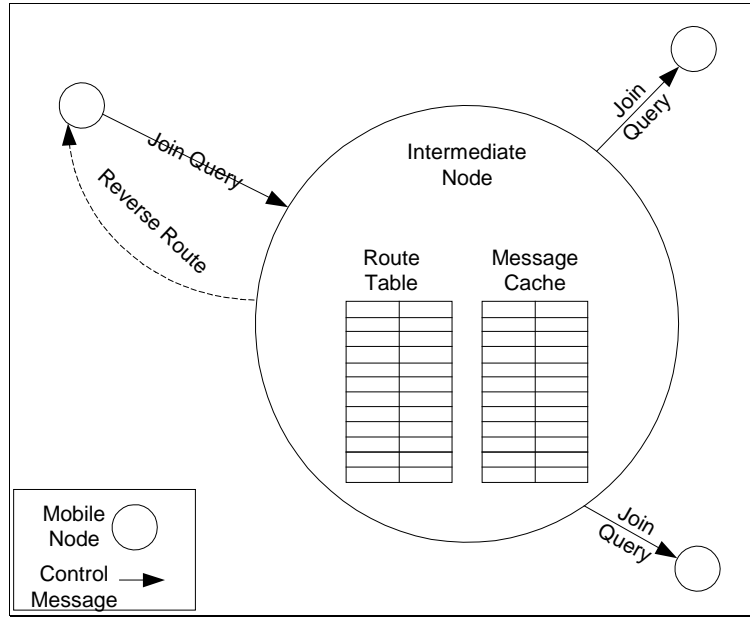 Join Query
Reverse Route
Intermediate
Node
Route
Table
Message
Cache
Join
Query
Join
Query
Mobile
Node
Control
Message